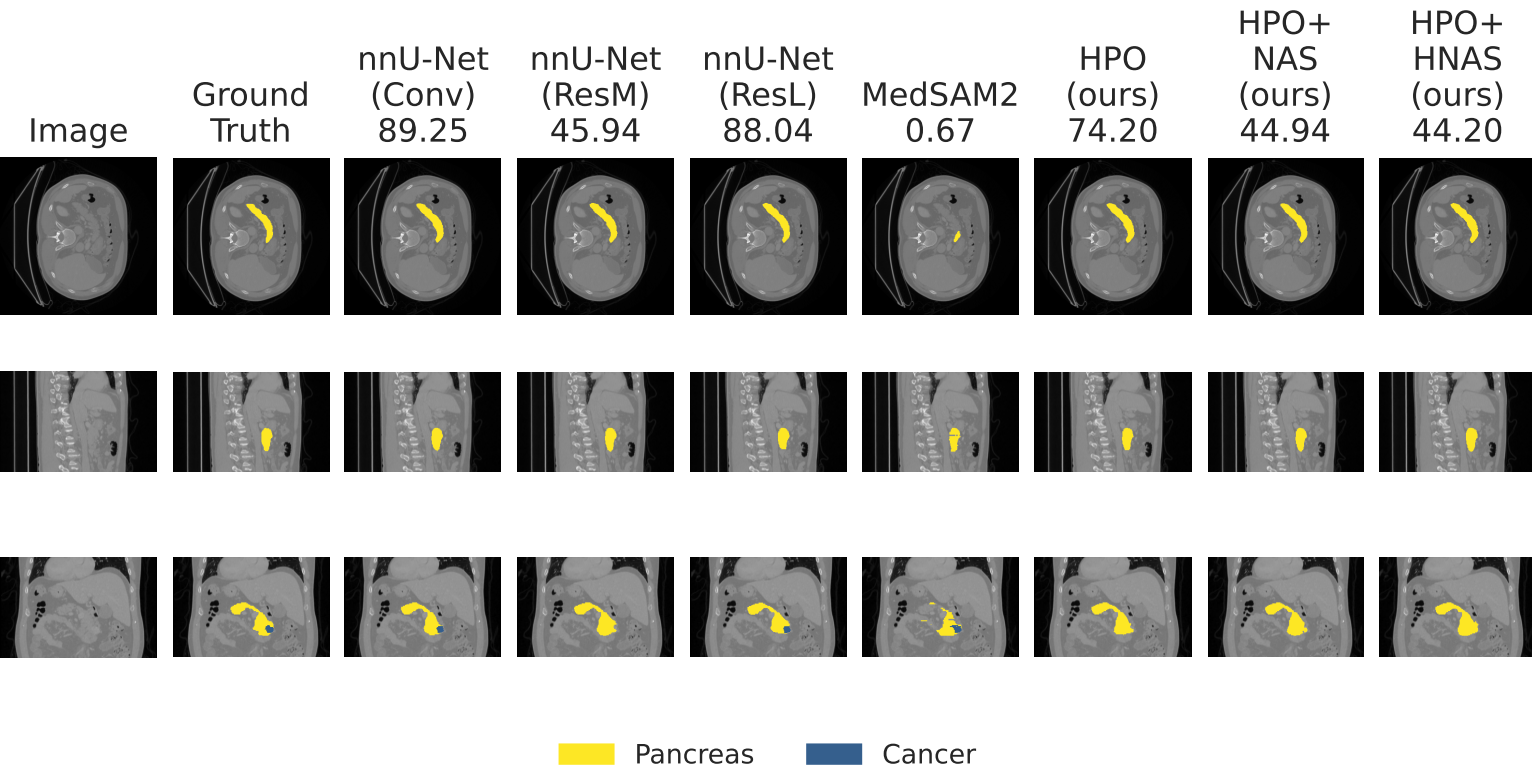 Image
Ground
Truth
nnU-Net
(Conv)
89.25
nnU-Net
(ResM)
45.94
nnU-Net
(ResL)
88.04
MedSAM2
0.67
HPO
(ours)
74.20
HPO+
NAS
(ours)
44.94
HPO+
HNAS
(ours)
44.20
Pancreas
Cancer